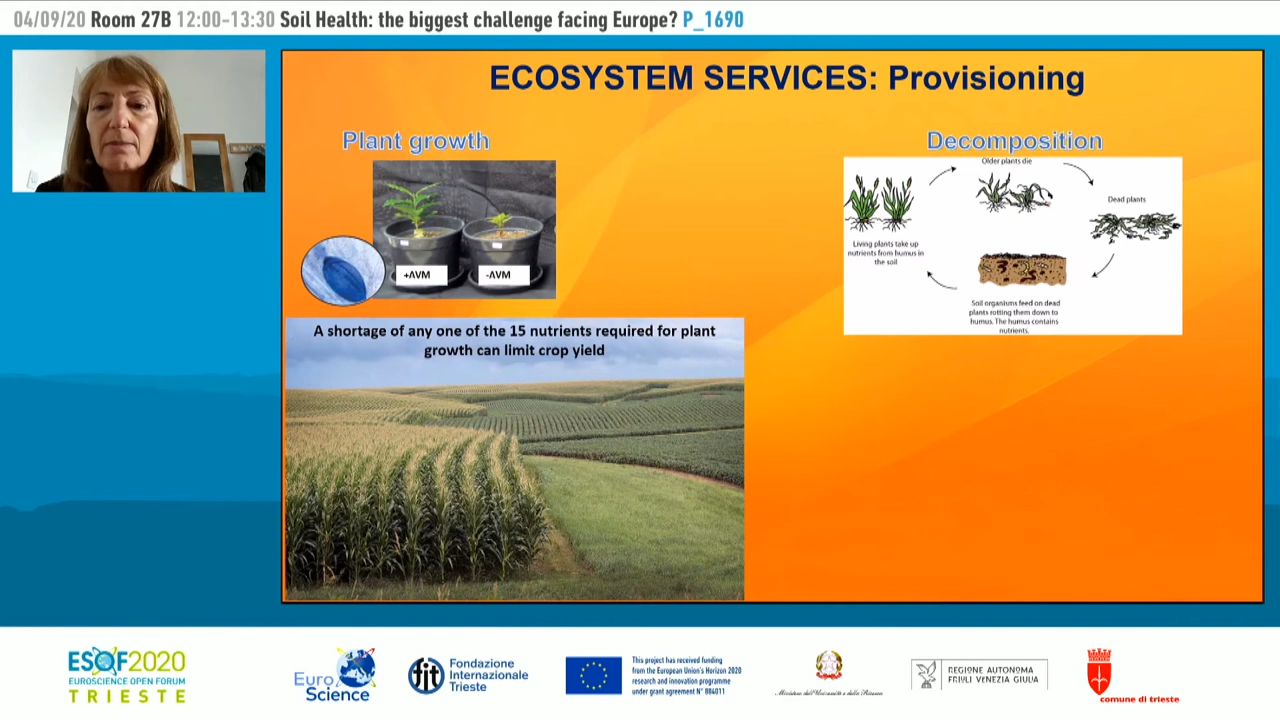 04/09/20 Room 27B 12:00-13:30 Soil Health: the biggest challenge facing Europe? P_1690
ECOSYSTEM SERVICES: Provisioning
Plant growth
+AVM
-AVM
A shortage of any one of the 15 nutrients required for plant
growth can limit crop yield
Decomposition
Older plants die
Dead plants
Living plants take up
nutrients from humus in
the soil
Soil organisms feed on dead
plants rotting them down to
humus. The humus contains
nutrients.
ESOF2020
EUROSCIENCE OPEN FORUM
TRIESTE
Euro
Science
fit
Fondazione
Internazionale
Trieste
This project has received funding
from the European Union's Horizon 2020
research and innovation programme
under grant agreement N° 884011
Ministero dell'Università e della Ricerca
REGIONE AUTONOMA
FRIULI VENEZIA GIULIA
comune di trieste